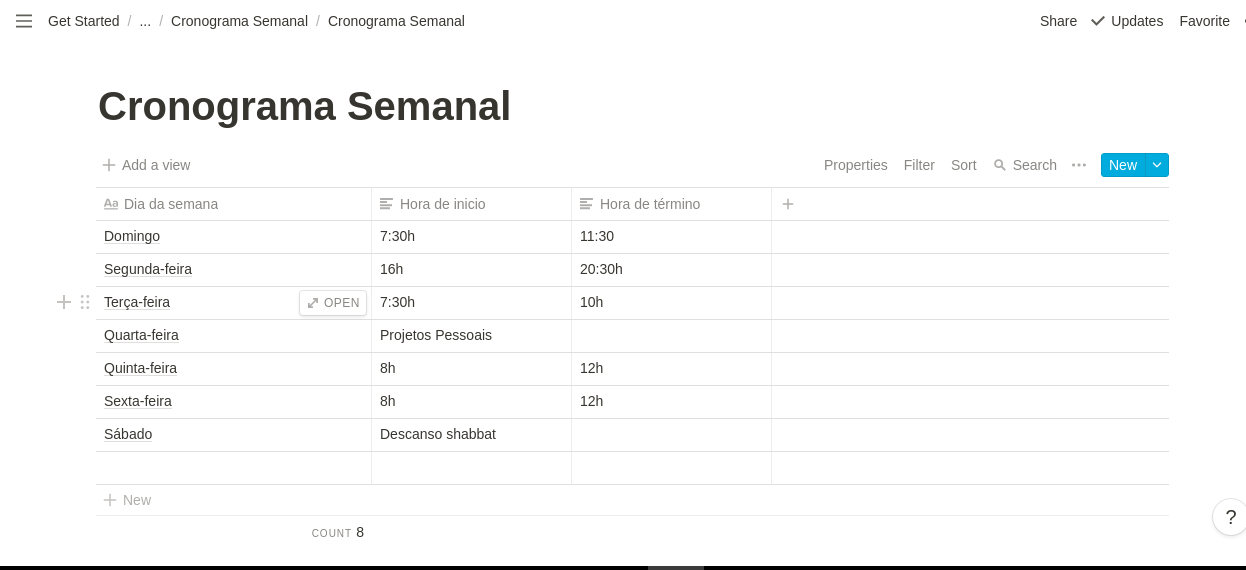 Get Started / ... / Cronograma Semanal / Cronograma Semanal Share Updates Favorite
Cronograma Semanal
Add a view Properties Filter Sort Search New
Aa Dia da semana Hora de inicio Hora de término
Domingo 7:30h 11:30
Segunda-feira 16h 20:30h
Terça-feira OPEN 7:30h 10h
Quarta-feira Projetos Pessoais
Quinta-feira 8h 12h
Sexta-feira 8h 12h
Sábado Descanso shabbat
New
COUNT 8
?